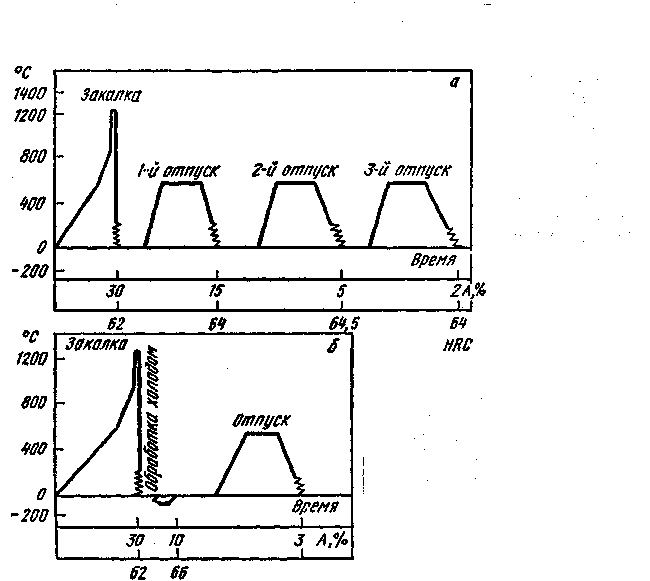 °C
а
1400
Закалка
1200
800
1-й отпуск 2-й отпуск 3-й отпуск
400
0
Время
-200
30 15 5 2 А,%
62 64 64,5 64
HRC
°C
Закалка
б
1200
Обработка холодом
800
Отпуск
400
0
Время
-200
30 10 3 А,%
62 66